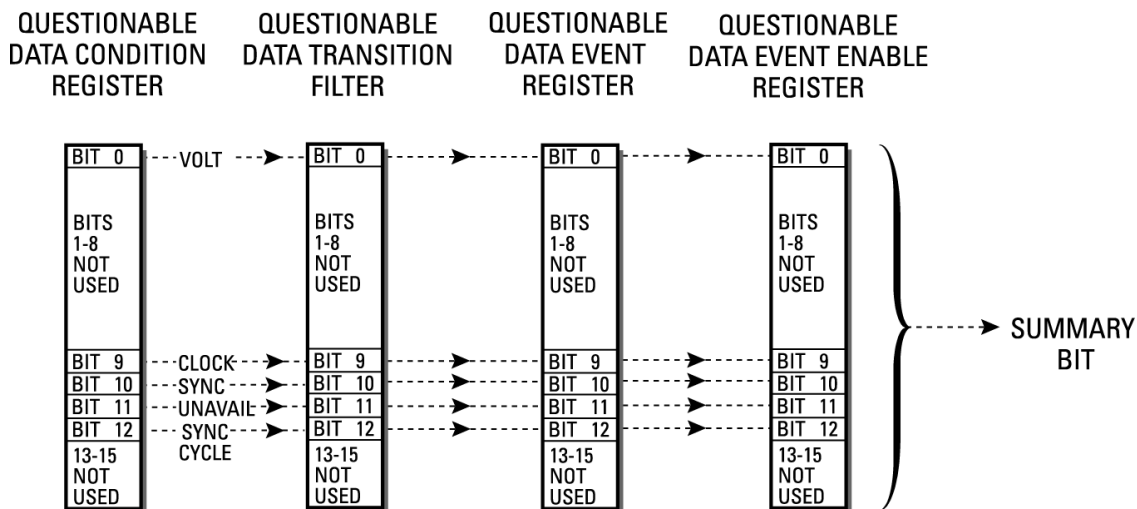 QUESTIONABLE
DATA CONDITION
REGISTER
QUESTIONABLE
DATA TRANSITION
FILTER
QUESTIONABLE
DATA EVENT
REGISTER
QUESTIONABLE
DATA EVENT ENABLE
REGISTER
BIT 0
VOLT
BIT 0
BIT 0
BIT 0
BITS
1-8
NOT
USED
BITS
1-8
NOT
USED
BITS
1-8
NOT
USED
BITS
1-8
NOT
USED
SUMMARY
BIT
BIT 9
CLOCK
BIT 9
BIT 9
BIT 9
BIT 10
SYNC
BIT 10
BIT 10
BIT 10
BIT 11
UNAVAIL
BIT 11
BIT 11
BIT 11
BIT 12
SYNC
CYCLE
BIT 12
BIT 12
BIT 12
13-15
NOT
USED
13-15
NOT
USED
13-15
NOT
USED
13-15
NOT
USED